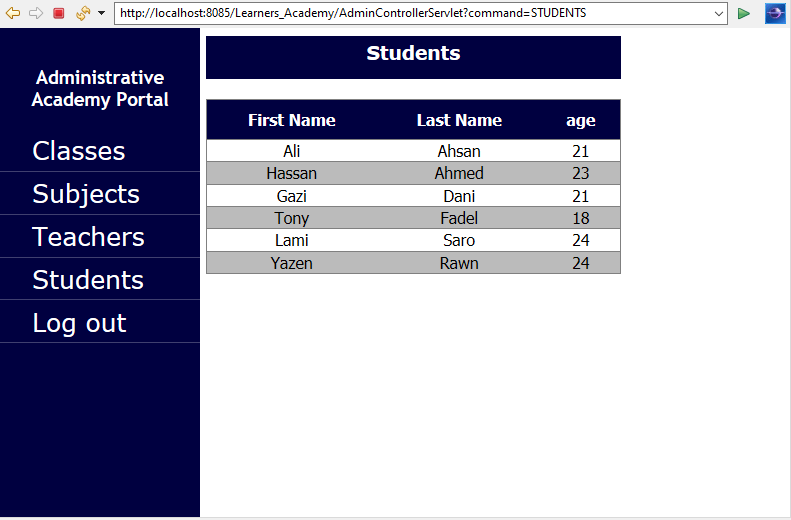 http://localhost:8085/Learners_Academy/AdminControllerServlet?command=STUDENTS
Administrative
Academy Portal
Classes
Subjects
Teachers
Students
Log out
Students
First Name Last Name age
Ali Ahsan 21
Hassan Ahmed 23
Gazi Dani 21
Tony Fadel 18
Lami Saro 24
Yazen Rawn 24